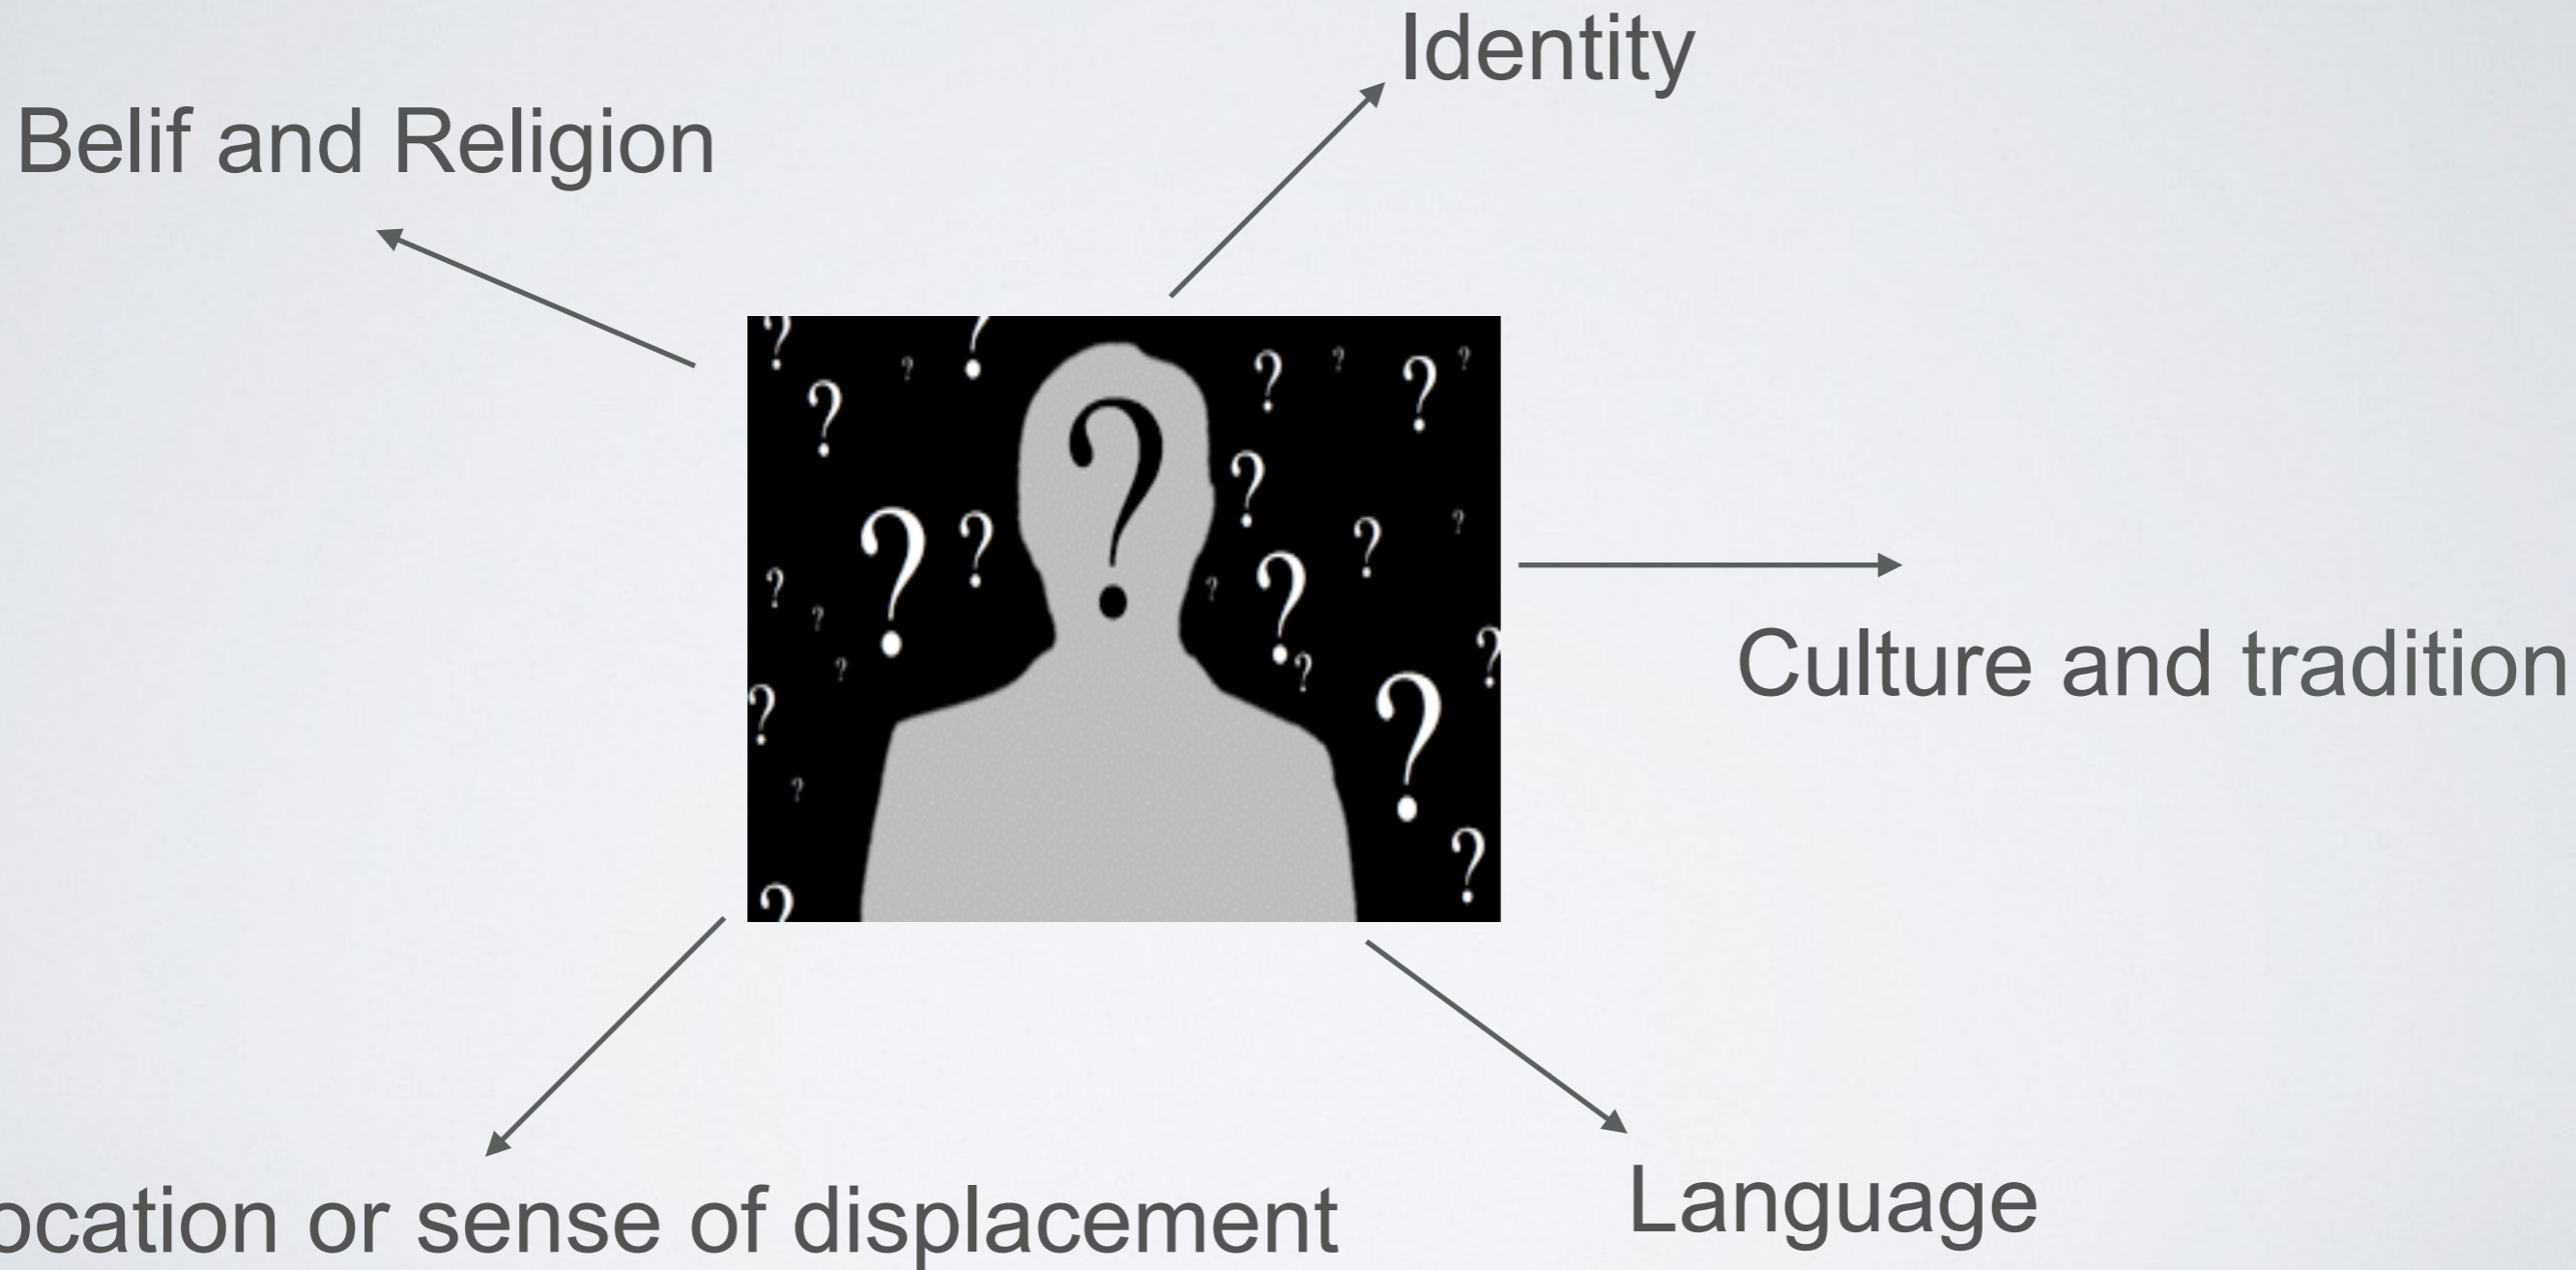 Identity
Belif and Religion
Culture and tradition
Language
ocation or sense of displacement